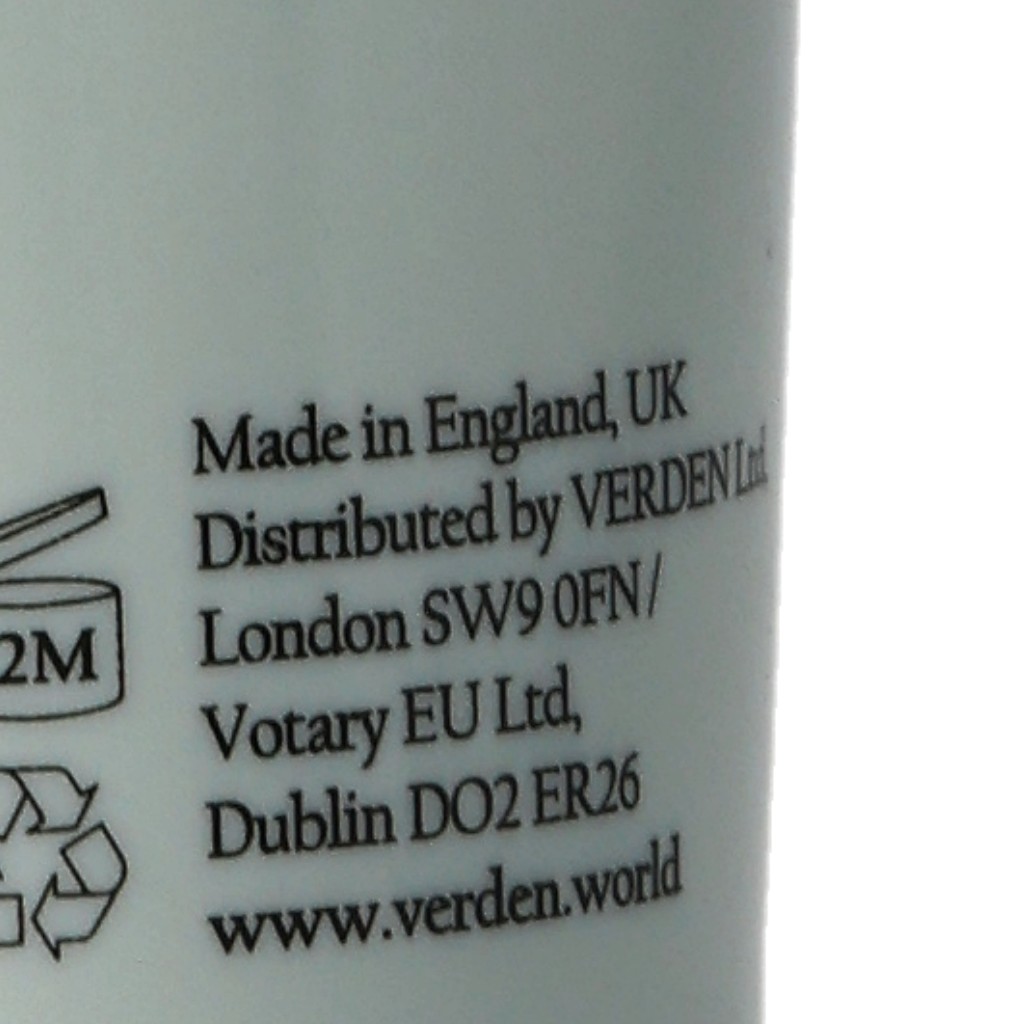 Made in England, UK
Distributed by VERDEN Ltd.
London SW9 0FN /
Votary EU Ltd,
Dublin DO2 ER26
www.verden.world
2M